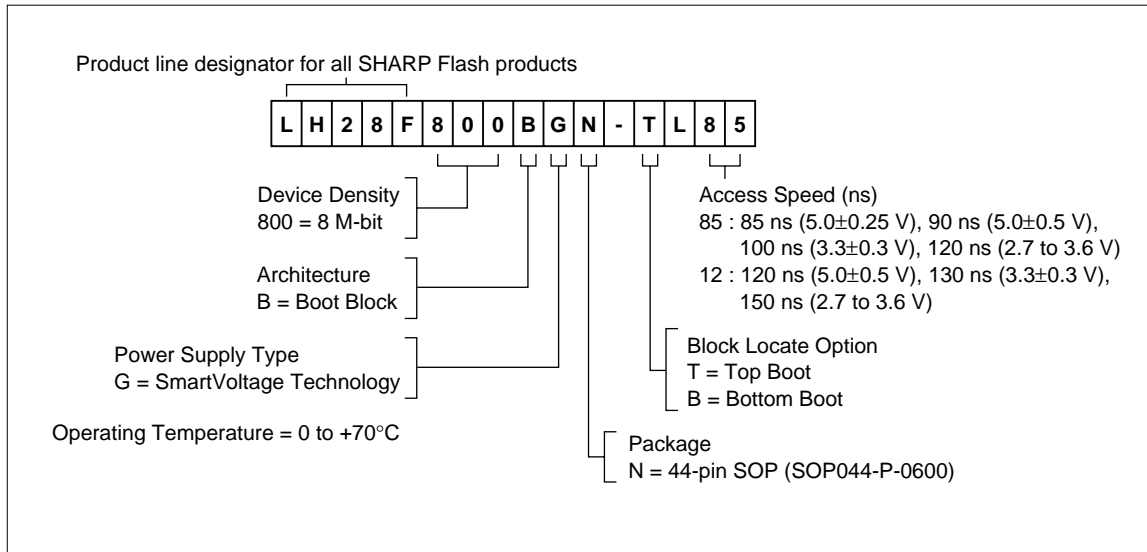 Product line designator for all SHARP Flash products
L H 2 8 F 8 0 0 B G N - T L 8 5
Device Density
800 = 8 M-bit
Architecture
B = Boot Block
Power Supply Type
G = SmartVoltage Technology
Operating Temperature = 0 to +70°C
Access Speed (ns)
85 : 85 ns (5.0±0.25 V), 90 ns (5.0±0.5 V),
100 ns (3.3±0.3 V), 120 ns (2.7 to 3.6 V)
12 : 120 ns (5.0±0.5 V), 130 ns (3.3±0.3 V),
150 ns (2.7 to 3.6 V)
Block Locate Option
T = Top Boot
B = Bottom Boot
Package
N = 44-pin SOP (SOP044-P-0600)